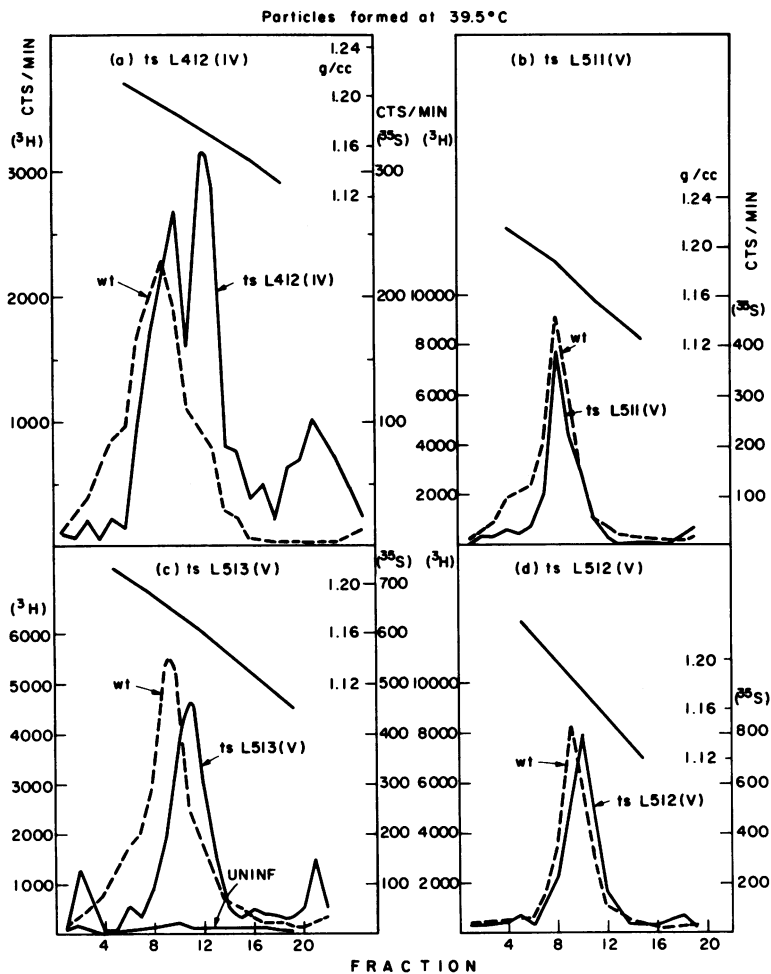 Particles formed at 39.5°C
(a) ts L412(IV)
CTS/MIN
(³H)
3000
2000
1000
1.24
g/cc
1.20
1.16
1.12
CTS/MIN
(³⁵S)
300
200
100
wt
ts L412(IV)
(b) ts L511(V)
(³H)
10000
8000
6000
4000
2000
g/cc
1.24
1.20
1.16
1.12
CTS/MIN
(³⁵S)
400
300
200
100
wt
ts L511(V)
(c) ts L513(V)
(³H)
6000
5000
4000
3000
2000
1000
1.20
1.16
1.12
(³⁵S)
700
600
500
400
300
200
100
wt
ts L513(V)
UNINF
4 8 12 16 20
(d) ts L512(V)
(³H)
10000
8000
6000
4000
2000
1.20
1.16
1.12
(³⁵S)
800
600
400
200
wt
ts L512(V)
4 8 12 16 20
FRACTION